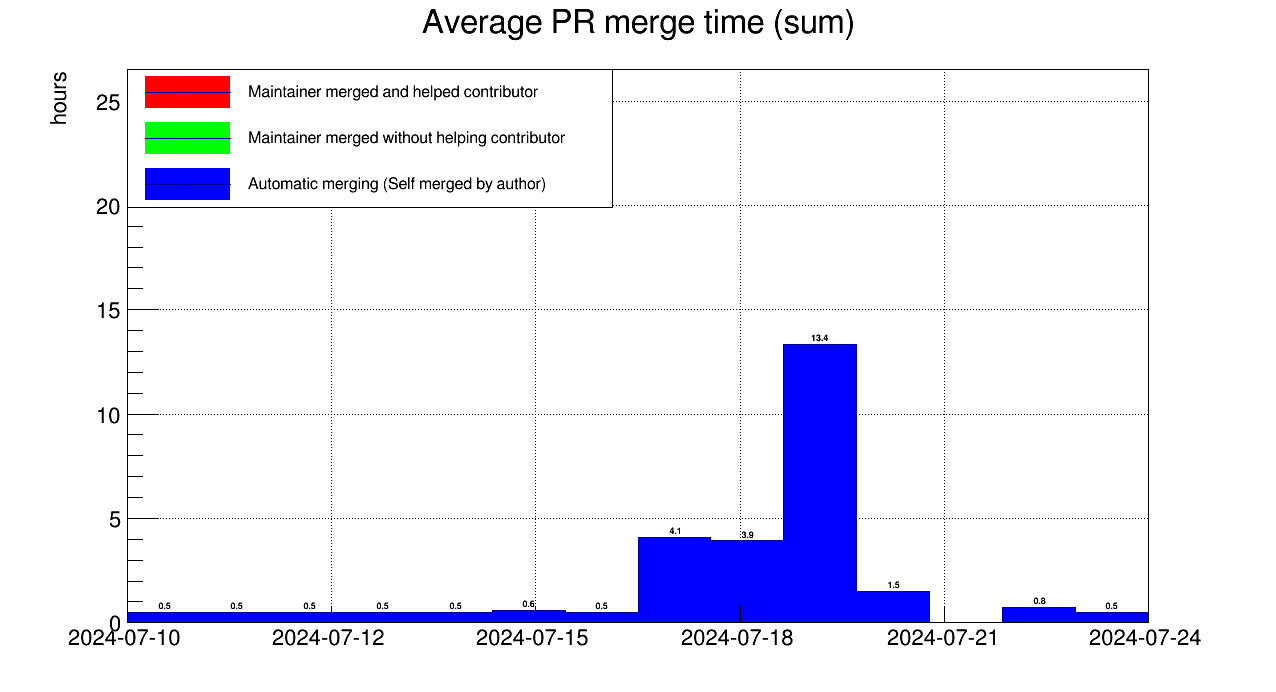 Average PR merge time (sum)
hours
Maintainer merged and helped contributor
Maintainer merged without helping contributor
Automatic merging (Self merged by author)
25
20
15
10
5
0
13.4
4.1
3.9
1.5
0.5 0.5 0.5 0.5 0.5 0.6 0.5 0.8 0.5
2024-07-10 2024-07-12 2024-07-15 2024-07-18 2024-07-21 2024-07-24